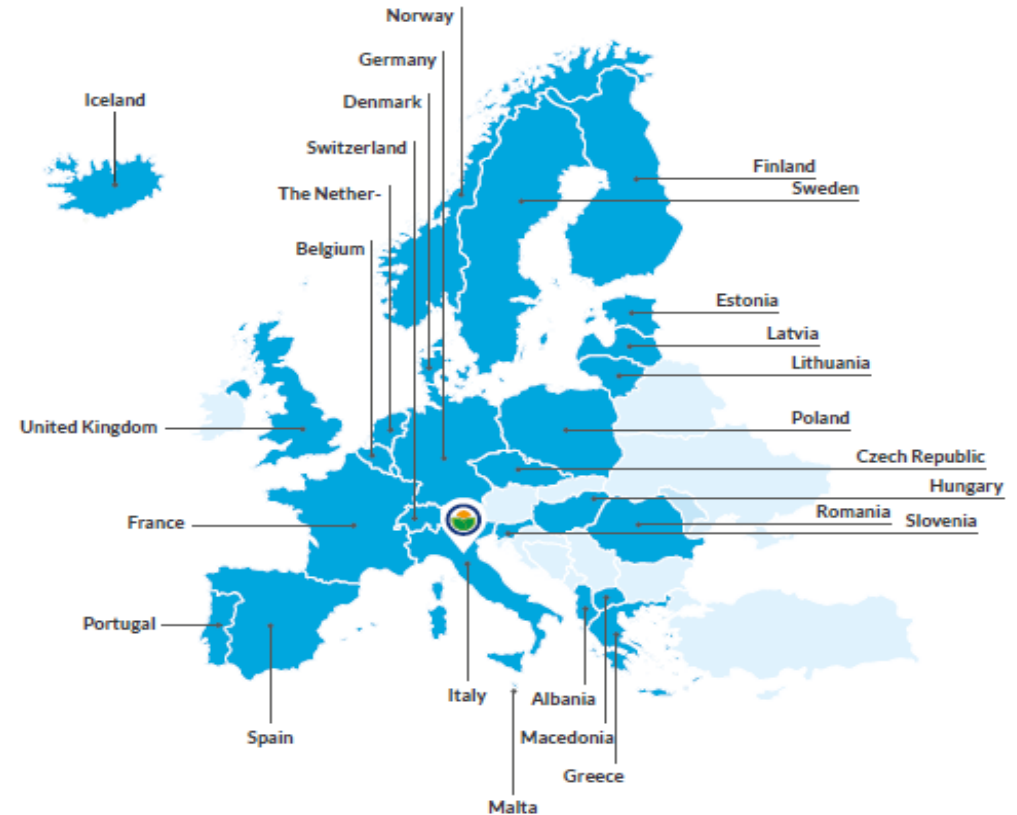 Norway
Germany
Iceland
Denmark
Switzerland
Finland
Sweden
The Nether-
Belgium
Estonia
Latvia
Lithuania
Poland
United Kingdom
Czech Republic
Hungary
Romania
Slovenia
France
Portugal
Italy
Albania
Spain
Macedonia
Greece
Malta